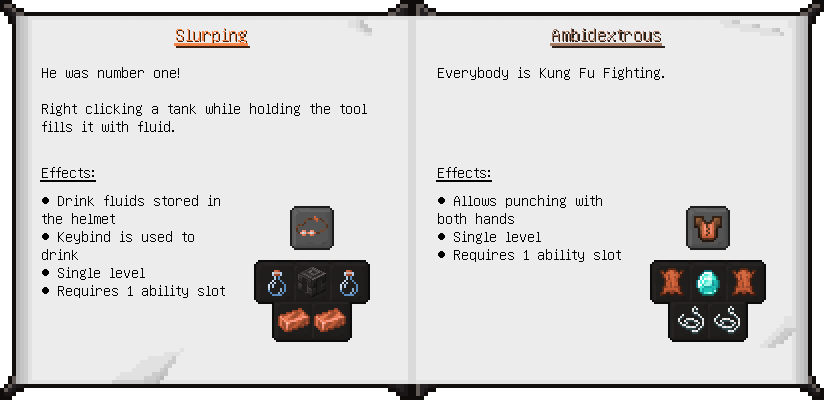 Slurping
He was number one!
Right clicking a tank while holding the tool
fills it with fluid.
Effects:
● Drink fluids stored in
the helmet
● Keybind is used to
drink
● Single level
● Requires 1 ability slot
Ambidextrous
Everybody is Kung Fu Fighting.
Effects:
● Allows punching with
both hands
● Single level
● Requires 1 ability slot